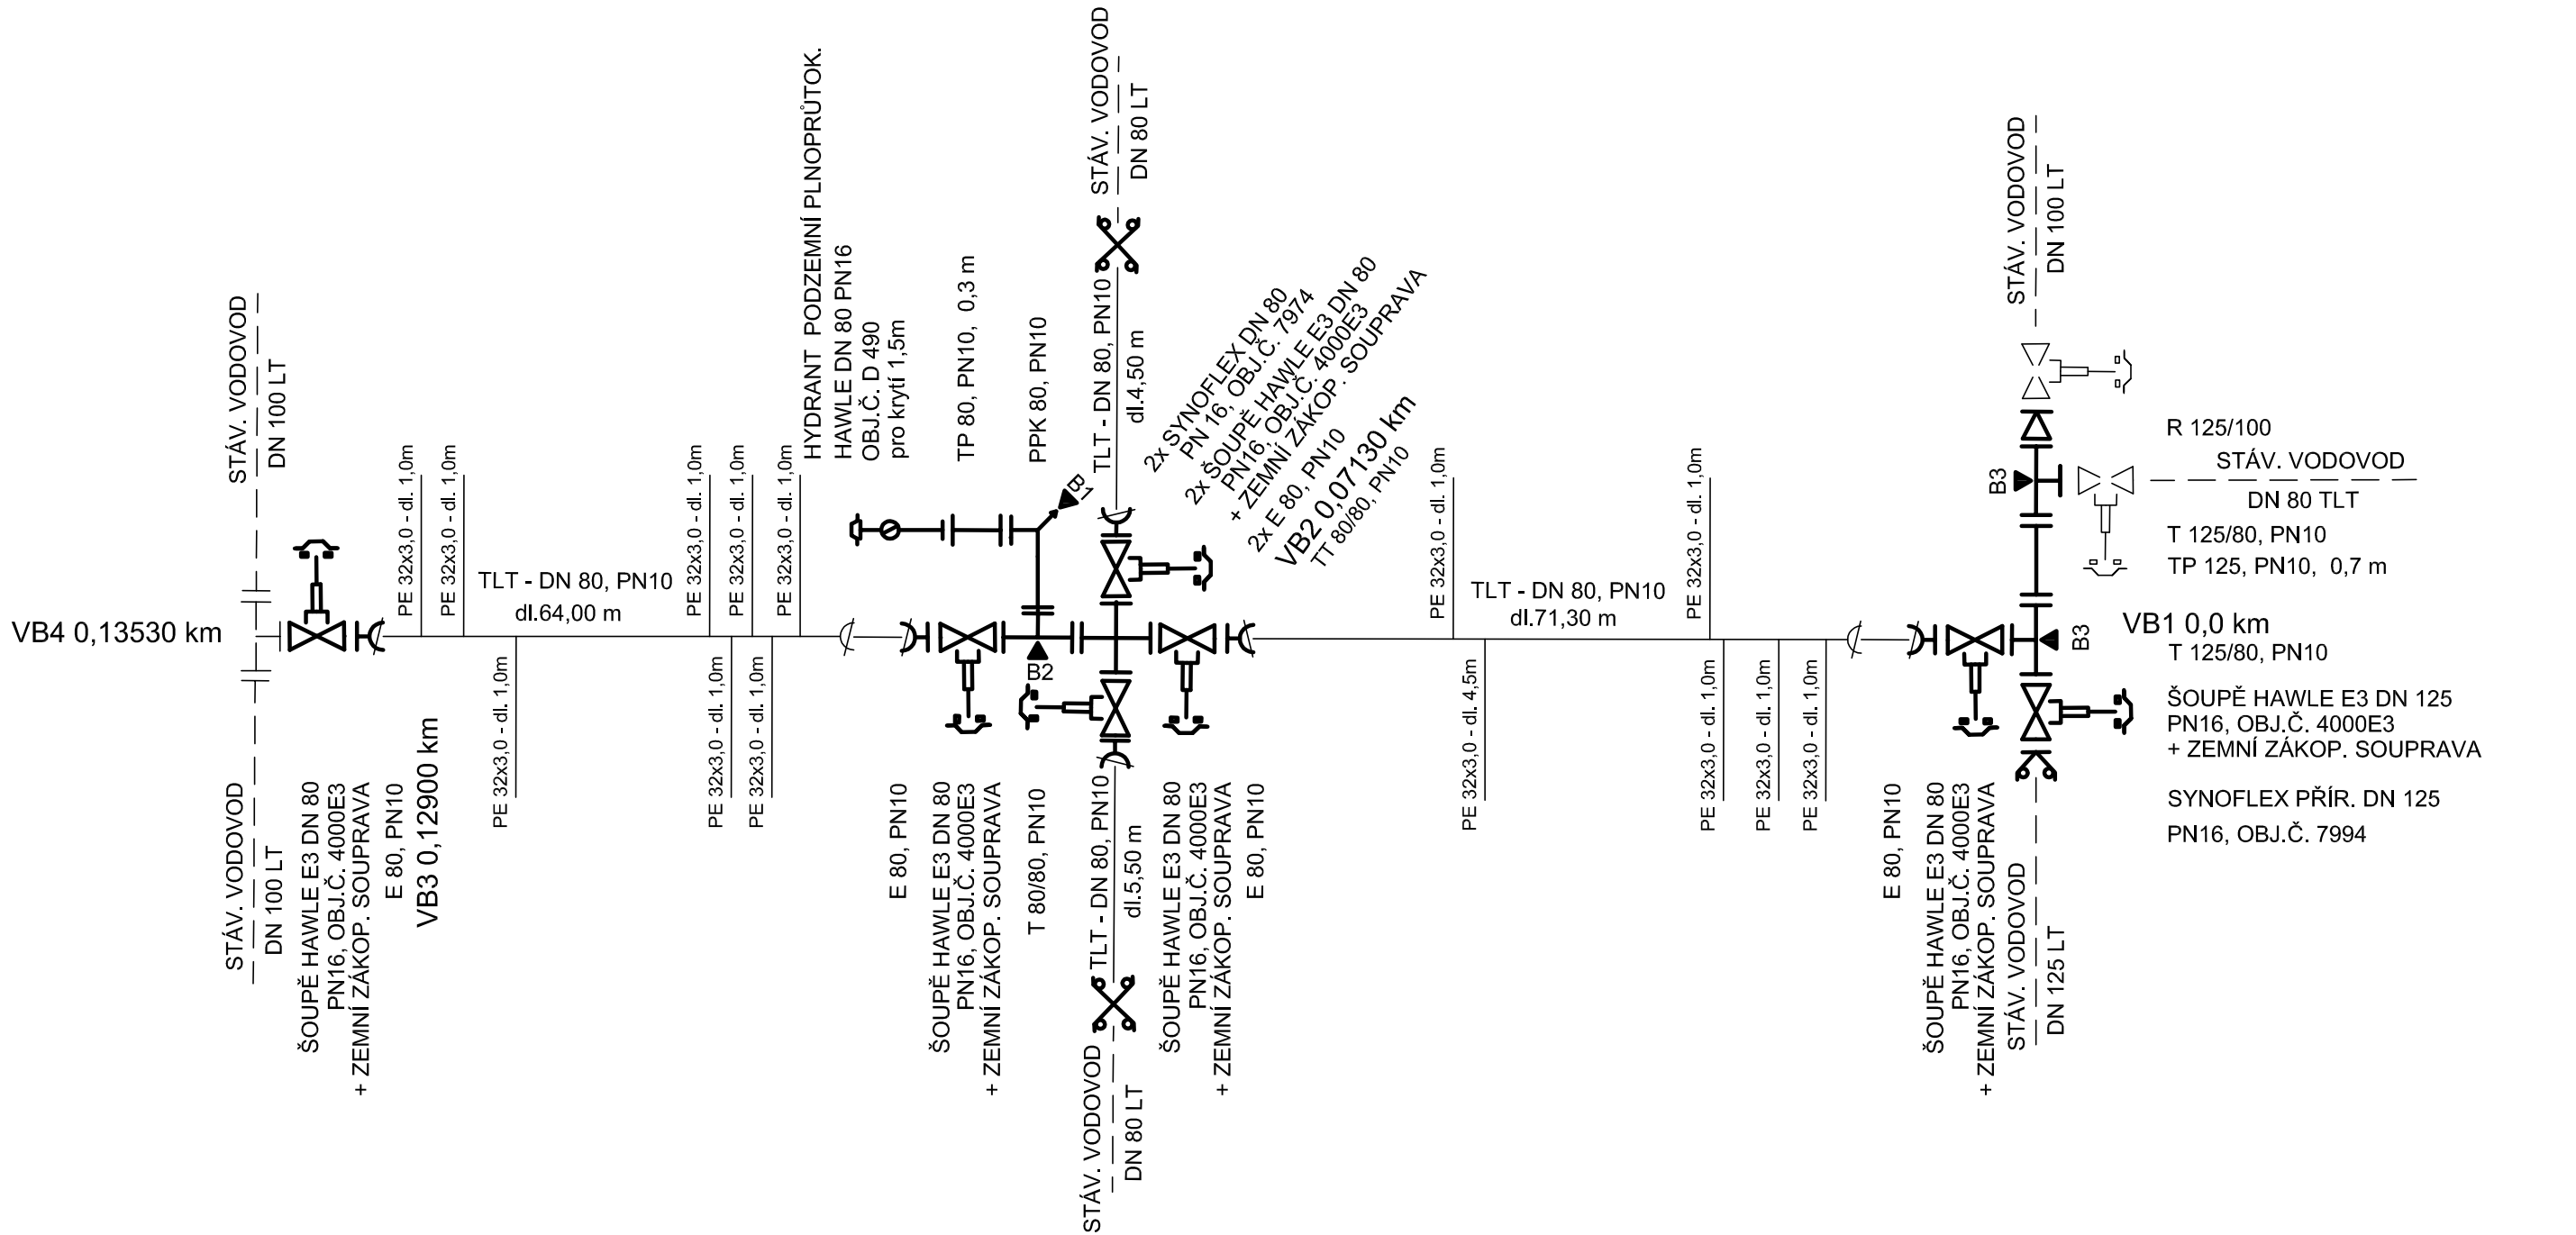 VB4 0,13530 km
STÁV. VODOVOD
DN 100 LT
STÁV. VODOVOD
DN 100 LT
ŠOUPĚ HAWLE E3 DN 80
PN16, OBJ.Č. 4000E3
+ ZEMNÍ ZÁKOP. SOUPRAVA
E 80, PN10
VB3 0,12900 km
PE 32x3,0 - dl. 1,0m
PE 32x3,0 - dl. 1,0m
TLT - DN 80, PN10
dl.64,00 m
PE 32x3,0 - dl. 1,0m
PE 32x3,0 - dl. 1,0m
PE 32x3,0 - dl. 1,0m
PE 32x3,0 - dl. 1,0m
PE 32x3,0 - dl. 1,0m
PE 32x3,0 - dl. 1,0m
HYDRANT PODZEMNÍ PLNOPRŮTOK.
HAWLE DN 80 PN16
OBJ.Č. D 490
pro krytí 1,5m
TP 80, PN10, 0,3 m
PPK 80, PN10
B1
B2
E 80, PN10
ŠOUPĚ HAWLE E3 DN 80
PN16, OBJ.Č. 4000E3
+ ZEMNÍ ZÁKOP. SOUPRAVA
T 80/80, PN10
STÁV. VODOVOD
DN 80 LT
TLT - DN 80, PN10
dl.4,50 m
2x SYNOFLEX DN 80
PN 16, OBJ.Č. 7974
2x ŠOUPĚ HAWLE E3 DN 80
PN16, OBJ.Č. 4000E3
+ ZEMNÍ ZÁKOP. SOUPRAVA
2x E 80, PN10
VB2 0,07130 km
TT 80/80, PN10
TLT - DN 80, PN10
dl.5,50 m
STÁV. VODOVOD
DN 80 LT
ŠOUPĚ HAWLE E3 DN 80
PN16, OBJ.Č. 4000E3
+ ZEMNÍ ZÁKOP. SOUPRAVA
E 80, PN10
PE 32x3,0 - dl. 1,0m
PE 32x3,0 - dl. 4,5m
TLT - DN 80, PN10
dl.71,30 m
PE 32x3,0 - dl. 1,0m
PE 32x3,0 - dl. 1,0m
PE 32x3,0 - dl. 1,0m
PE 32x3,0 - dl. 1,0m
E 80, PN10
ŠOUPĚ HAWLE E3 DN 80
PN16, OBJ.Č. 4000E3
+ ZEMNÍ ZÁKOP. SOUPRAVA
STÁV. VODOVOD
DN 125 LT
STÁV. VODOVOD
DN 100 LT
R 125/100
B3
STÁV. VODOVOD
DN 80 TLT
T 125/80, PN10
TP 125, PN10, 0,7 m
B3
VB1 0,0 km
T 125/80, PN10
ŠOUPĚ HAWLE E3 DN 125
PN16, OBJ.Č. 4000E3
+ ZEMNÍ ZÁKOP. SOUPRAVA
SYNOFLEX PŘÍR. DN 125
PN16, OBJ.Č. 7994